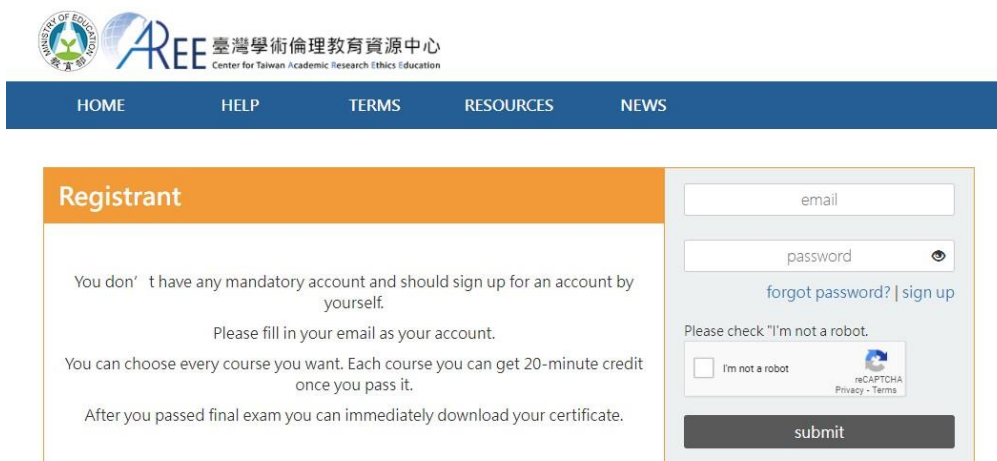 MINISTRY OF EDUCATION
教育部
AREE 臺灣學術倫理教育資源中心
Center for Taiwan Academic Research Ethics Education
HOME HELP TERMS RESOURCES NEWS
Registrant
You don't have any mandatory account and should sign up for an account by
yourself.
Please fill in your email as your account.
You can choose every course you want. Each course you can get 20-minute credit
once you pass it.
After you passed final exam you can immediately download your certificate.
email
password
forgot password? | sign up
Please check "I'm not a robot.
I'm not a robot
reCAPTCHA
Privacy - Terms
submit